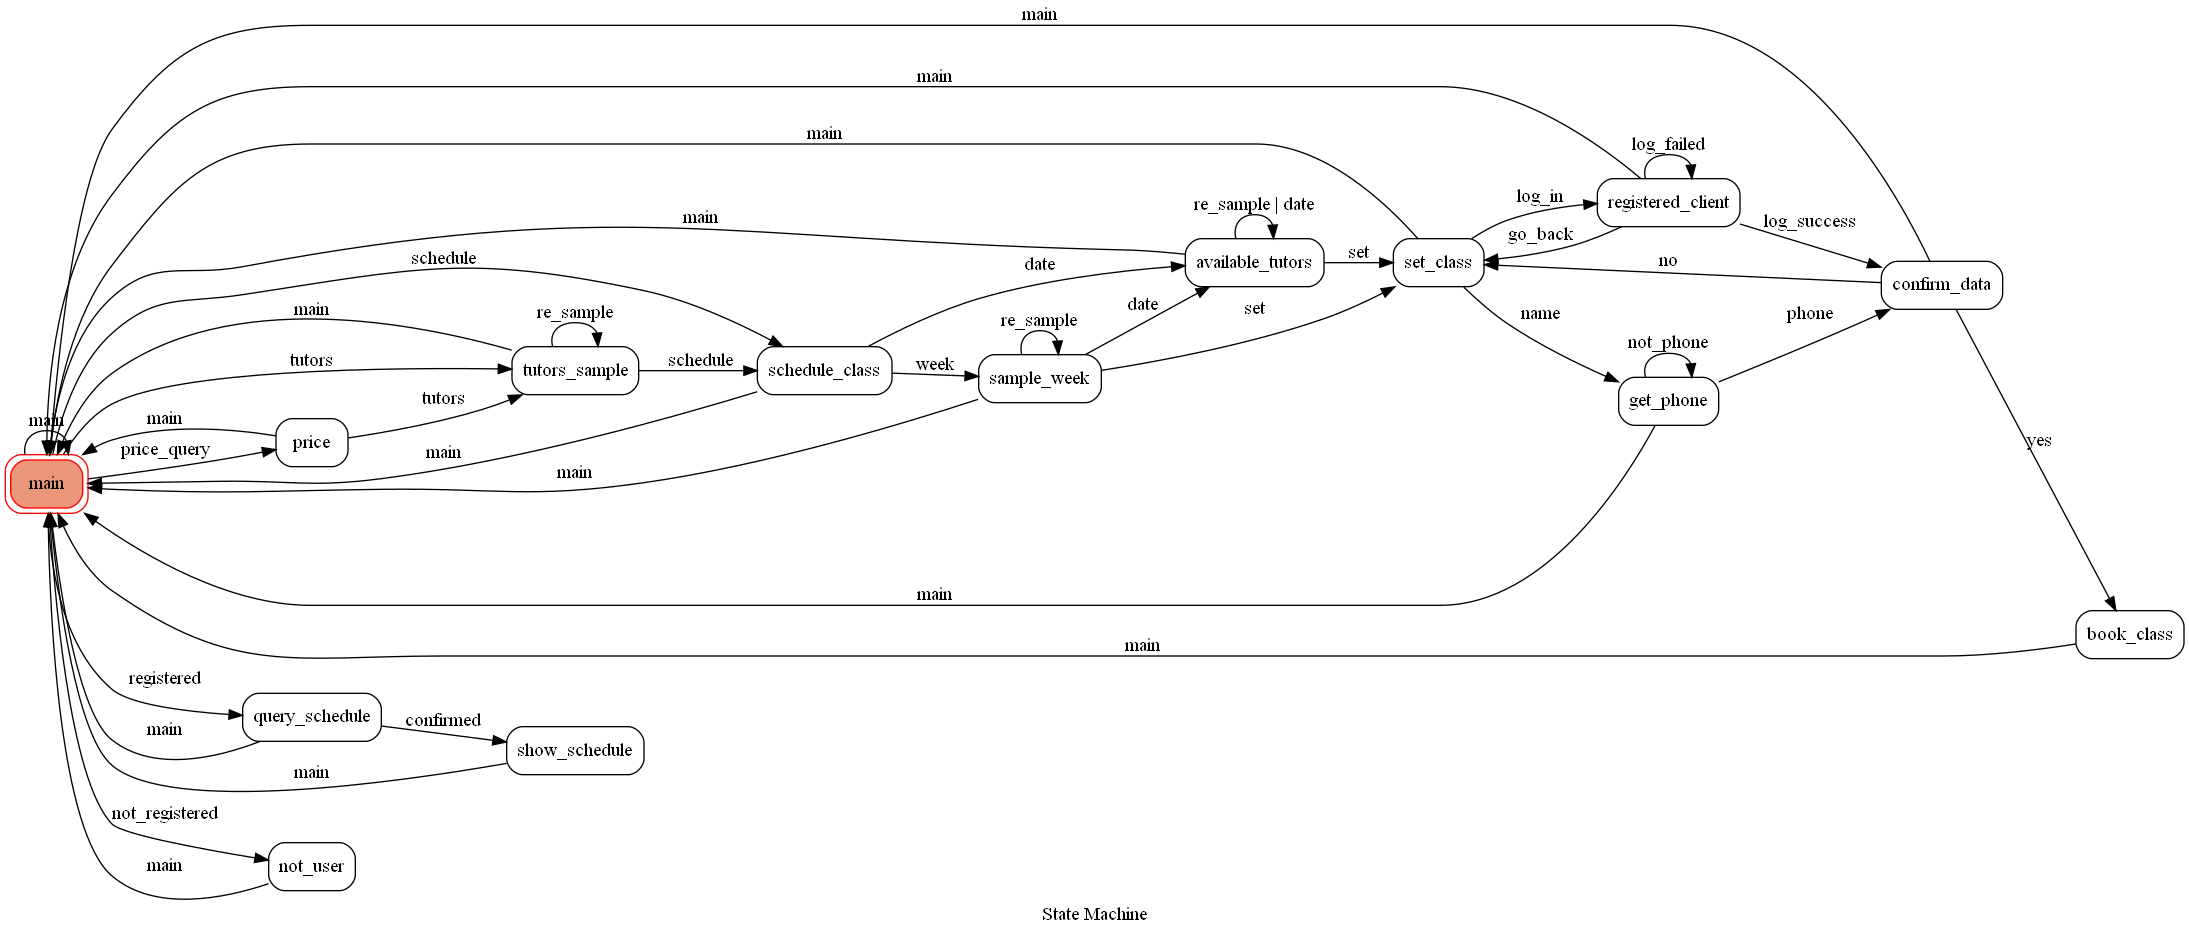 main
main
main
log_failed
log_in
registered_client
re_sample | date
main
log_success
go_back
schedule
available_tutors
set
set_class
no
confirm_data
date
main
re_sample
re_sample
date
set
name
phone
tutors
tutors_sample
schedule
schedule_class
week
sample_week
not_phone
get_phone
tutors
main
main
price_query
price
main
main
yes
main
main
main
book_class
registered
query_schedule
confirmed
main
show_schedule
main
not_registered
main
not_user
State Machine